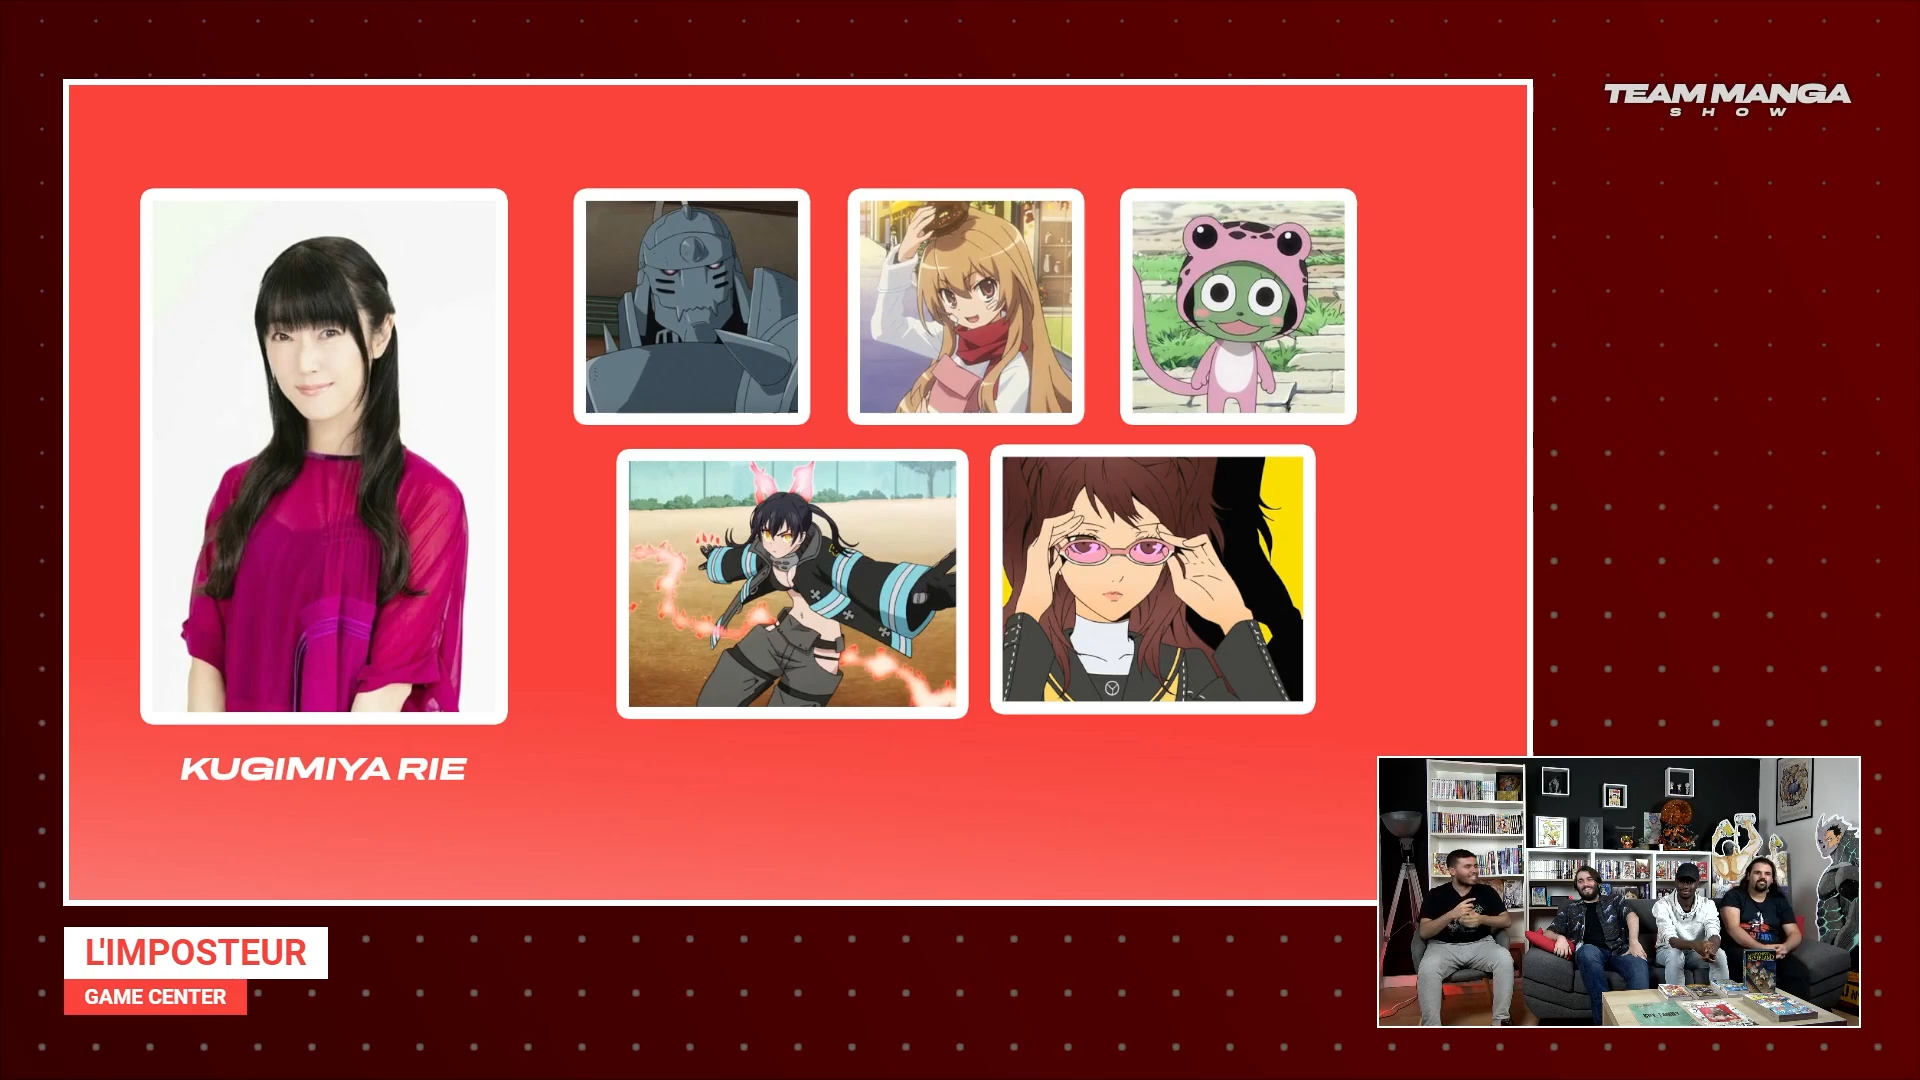 TEAM MANGA
SHOW
KUGIMIYA RIE
L'IMPOSTEUR
GAME CENTER